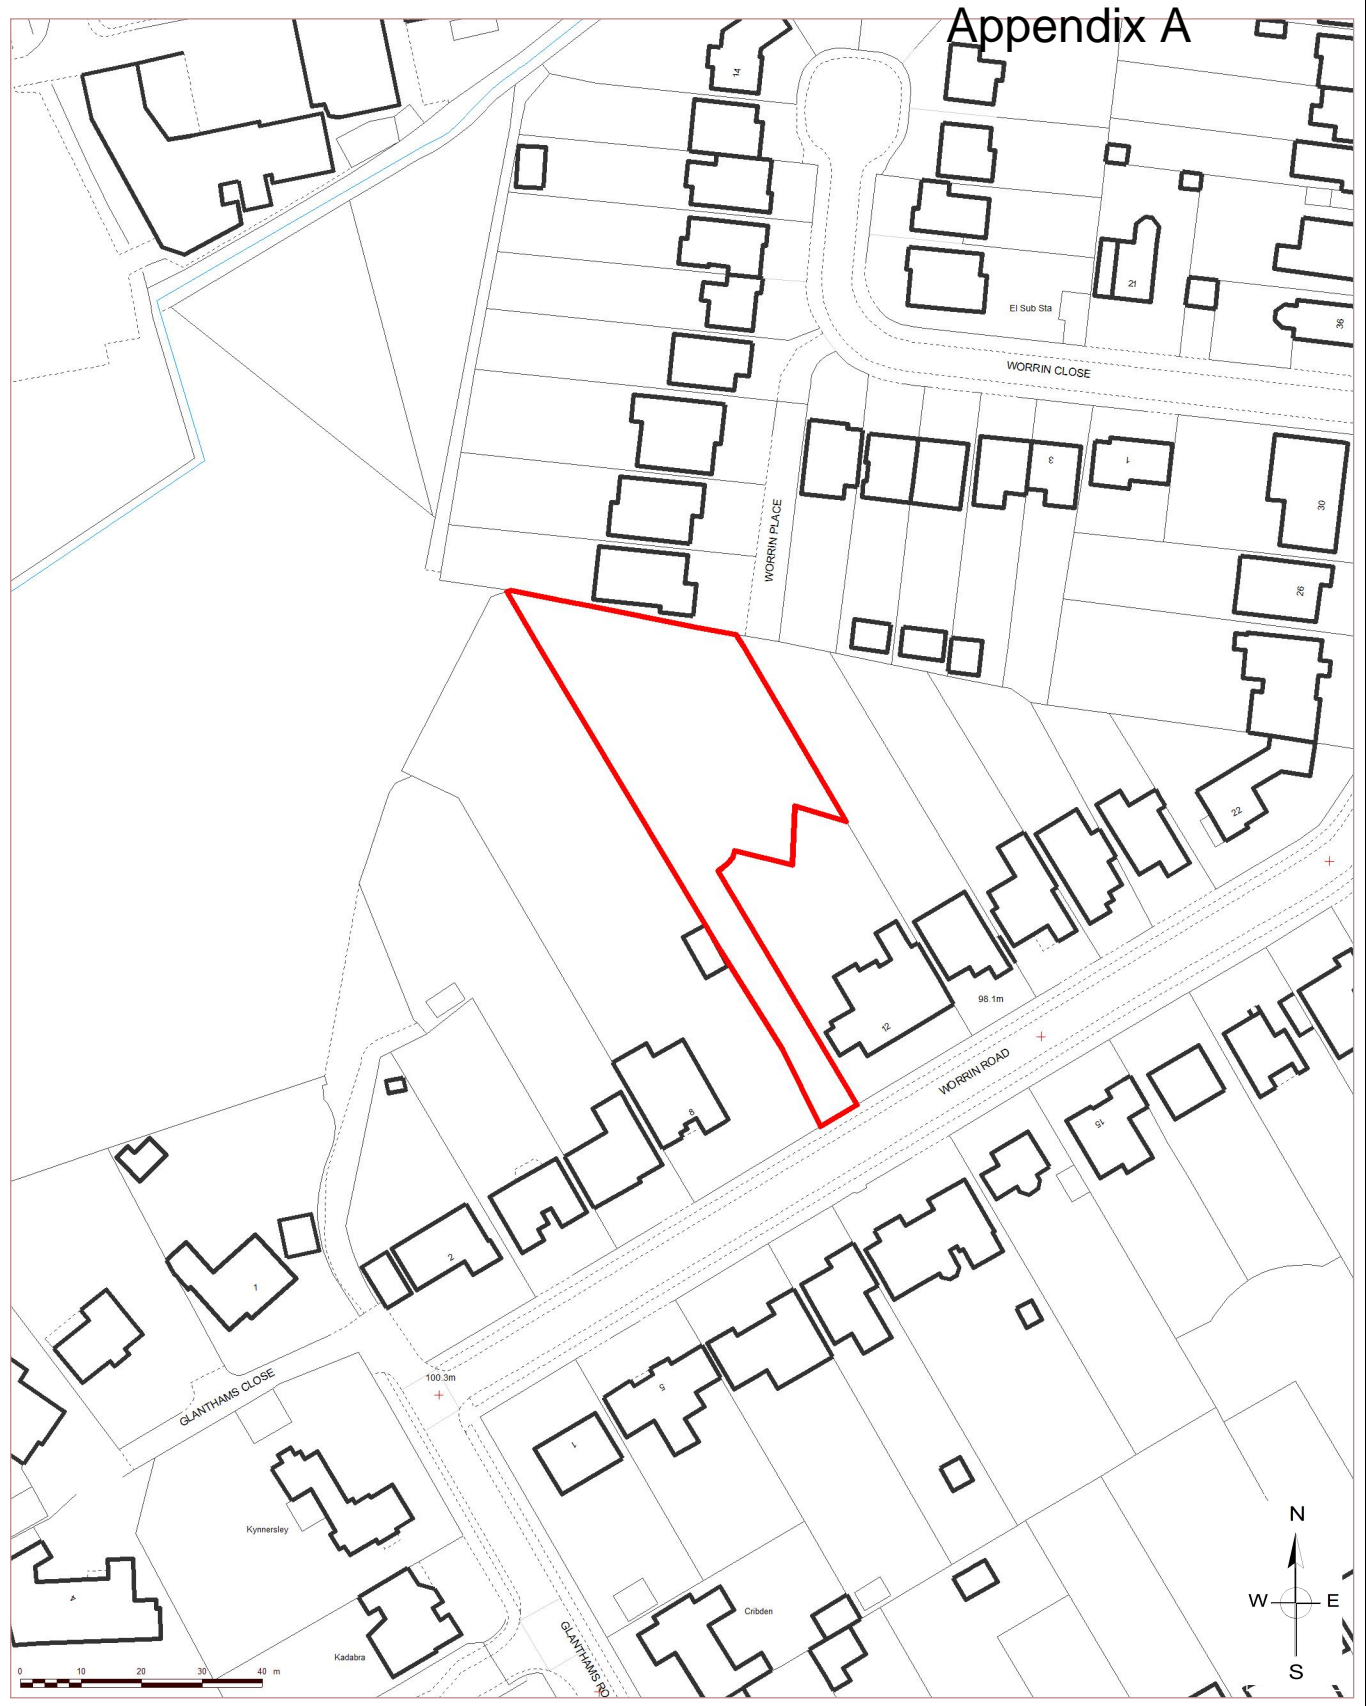 Appendix A
14
El Sub Sta
21
36
WORRIN CLOSE
3
1
30
WORRIN PLACE
26
22
98.1m
12
WORRIN ROAD
8
15
2
1
100.3m
GLANTHAMS CLOSE
5
1
Kynnersley
N
W
E
S
4
Cribden
Kadabra
GLANTHAMS RO
0 10 20 30 40 m